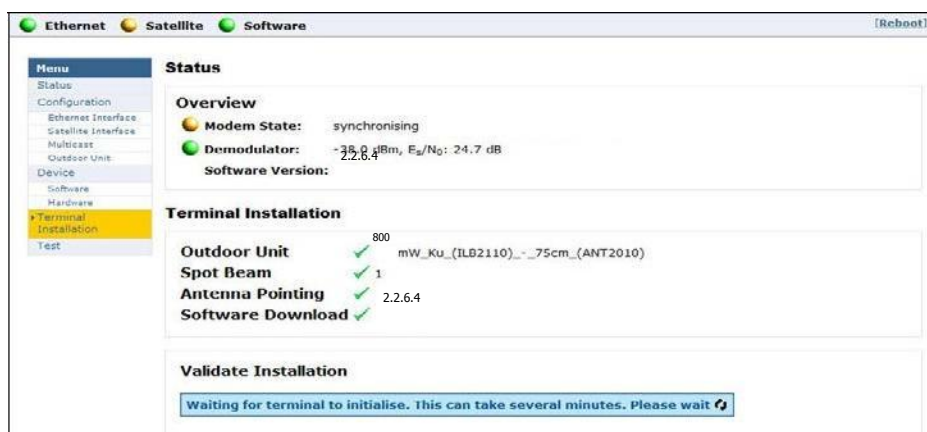 Ethernet Satellite Software [Reboot]
Menu
Status
Configuration
Ethernet Interface
Satellite Interface
Multicast
Outdoor Unit
Device
Software
Hardware
Terminal
Installation
Test
Status
Overview
Modem State: synchronising
Demodulator: -38.0 dBm, Es/N0: 24.7 dB
2.2.6.4
Software Version:
Terminal Installation
800
Outdoor Unit mW_Ku_(ILB2110)_-_75cm_(ANT2010)
Spot Beam 1
Antenna Pointing 2.2.6.4
Software Download
Validate Installation
Waiting for terminal to initialise. This can take several minutes. Please wait